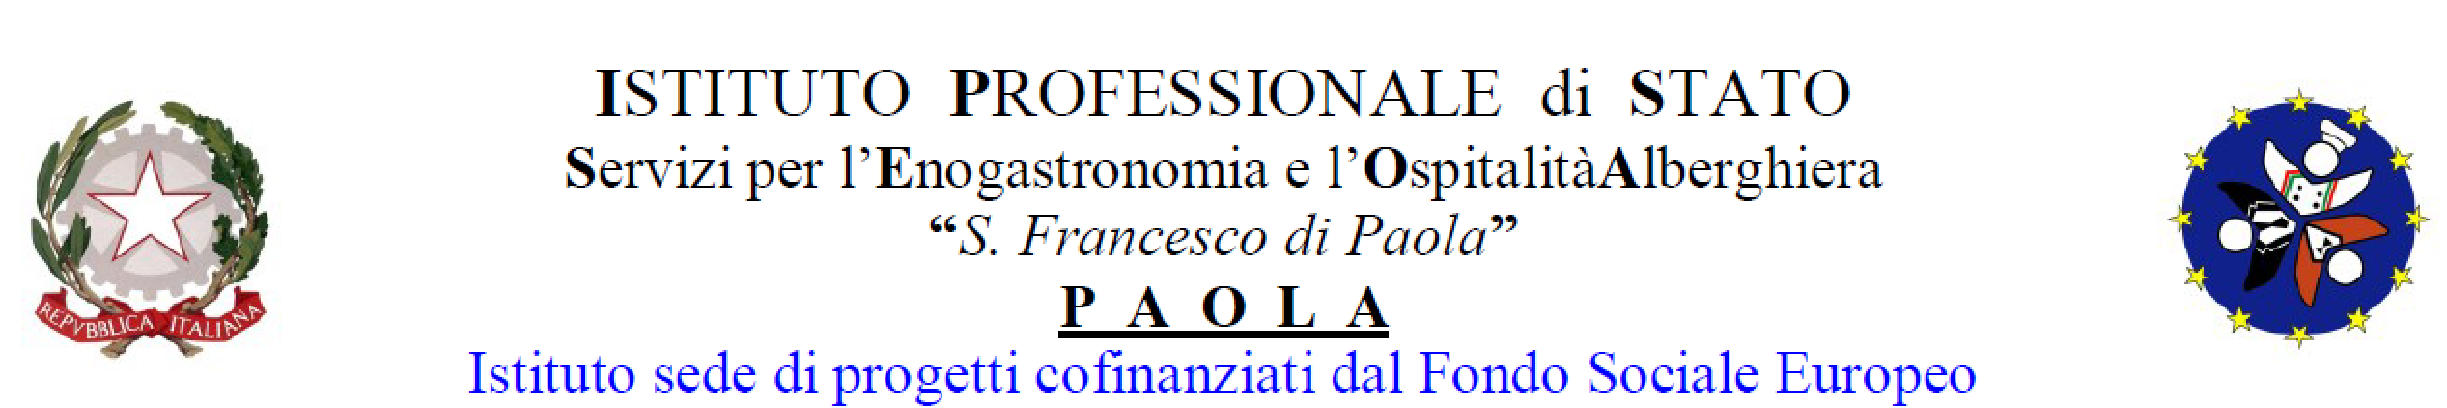 ISTITUTO PROFESSIONALE di STATO
Servizi per l’Enogastronomia e l’OspitalitàAlberghiera
“S. Francesco di Paola”
P A O L A
Istituto sede di progetti cofinanziati dal Fondo Sociale Europeo
REPVBBLICA ITALIANA